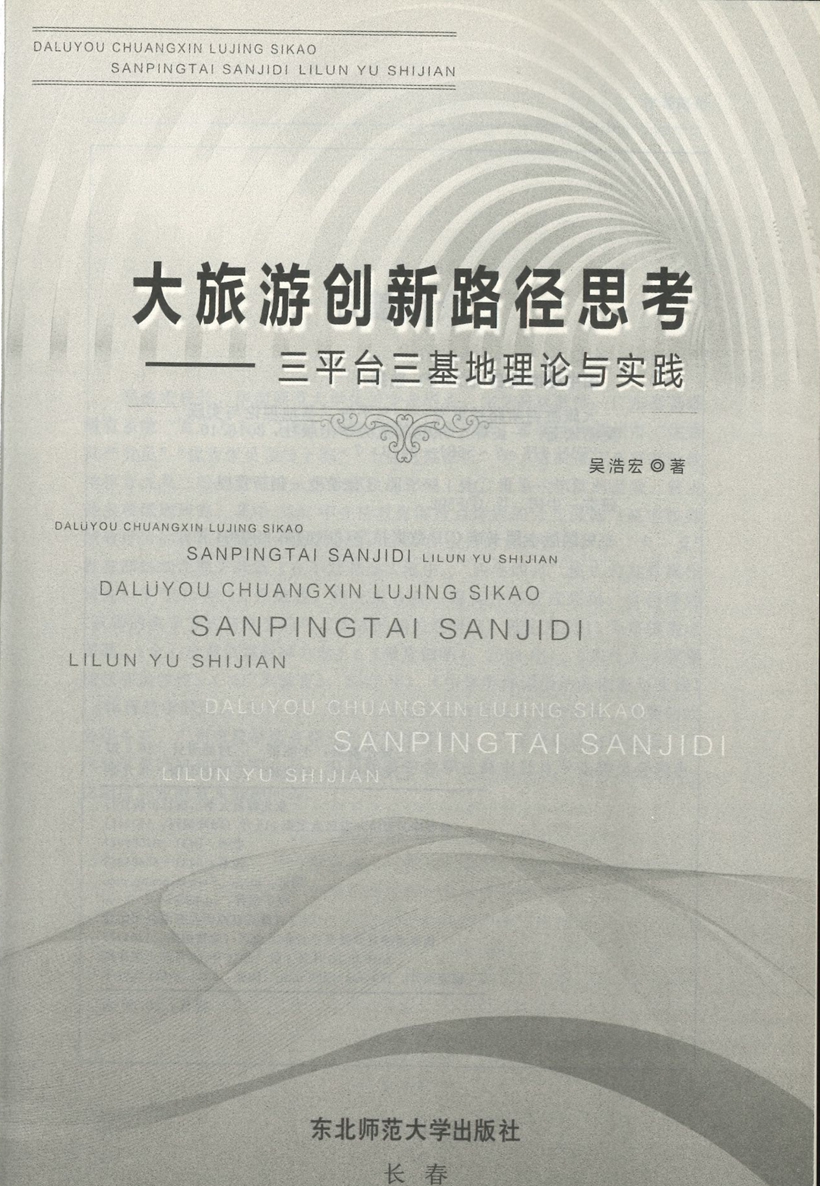 DALUYOU CHUANGXIN LUJING SIKAO
SANPINGTAI SANJIDI LILUN YU SHIJIAN
大旅游创新路径思考
—— 三平台三基地理论与实践
吴浩宏◎著
DALÜYOU CHUANGXIN LUJING SIKAO
SANPINGTAI SANJIDI LILUN YU SHIJIAN
DALÜYOU CHUANGXIN LUJING SIKAO
SANPINGTAI SANJIDI
LILUN YU SHIJIAN
DALÜYOU CHUANGXIN LUJING SIKAO
SANPINGTAI SANJIDI
LILUN YU SHIJIAN
东北师范大学出版社
长 春